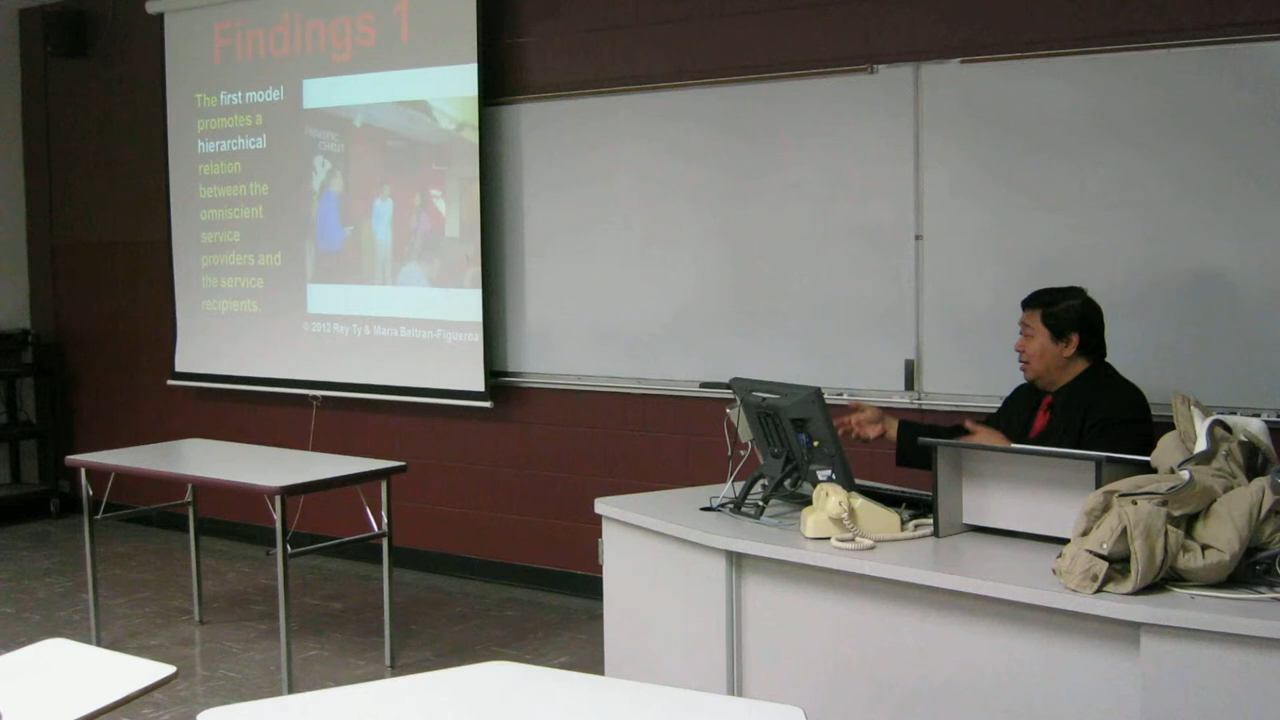 Findings 1
The first model
promotes a
hierarchical
relation
between the
omniscient
service
providers and
the service
recipients.
© 2012 Rey Ty & Maria Beltran-Figueroa